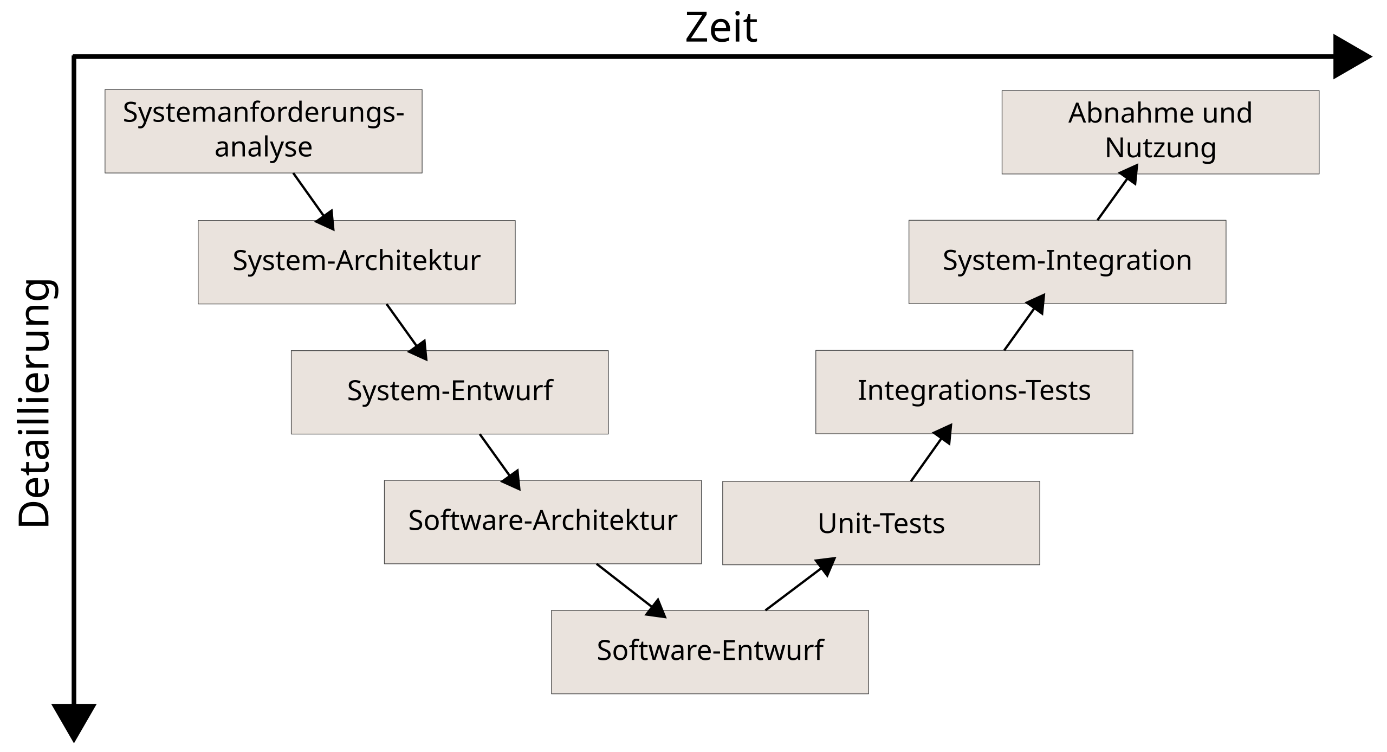 Zeit
Detaillierung
Systemanforderungs-
analyse
Abnahme und
Nutzung
System-Architektur
System-Integration
System-Entwurf
Integrations-Tests
Software-Architektur
Unit-Tests
Software-Entwurf